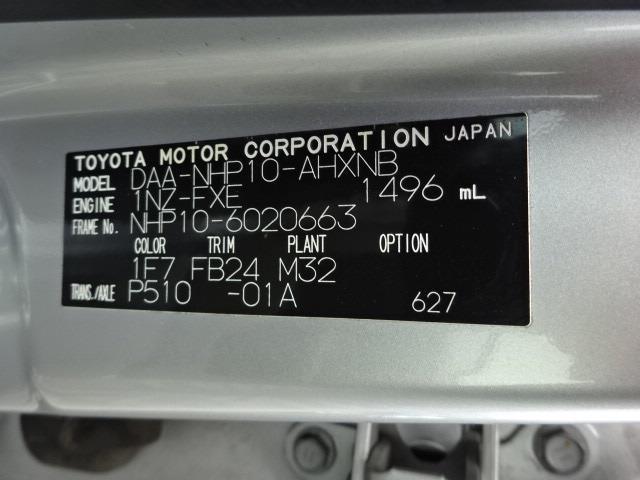 TOYOTA MOTOR CORPORATION JAPAN
MODEL DAA-NHP10-AHXNB
ENGINE 1NZ-FXE 1496 mL
FRAME No. NHP10-6020663
COLOR TRIM PLANT OPTION
1F7 FB24 M32
TRANS./AXLE P510 -01A 627